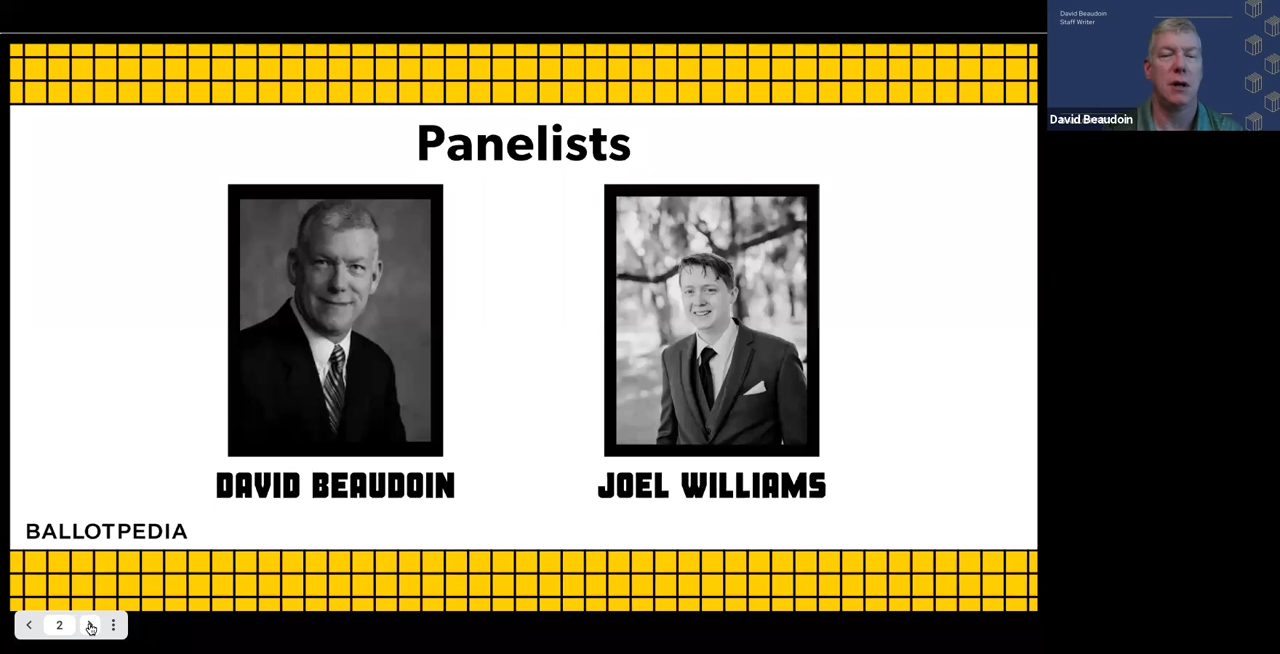 David Beaudoin
Staff Writer
David Beaudoin
Panelists
DAVID BEAUDOIN
JOEL WILLIAMS
BALLOTPEDIA
2